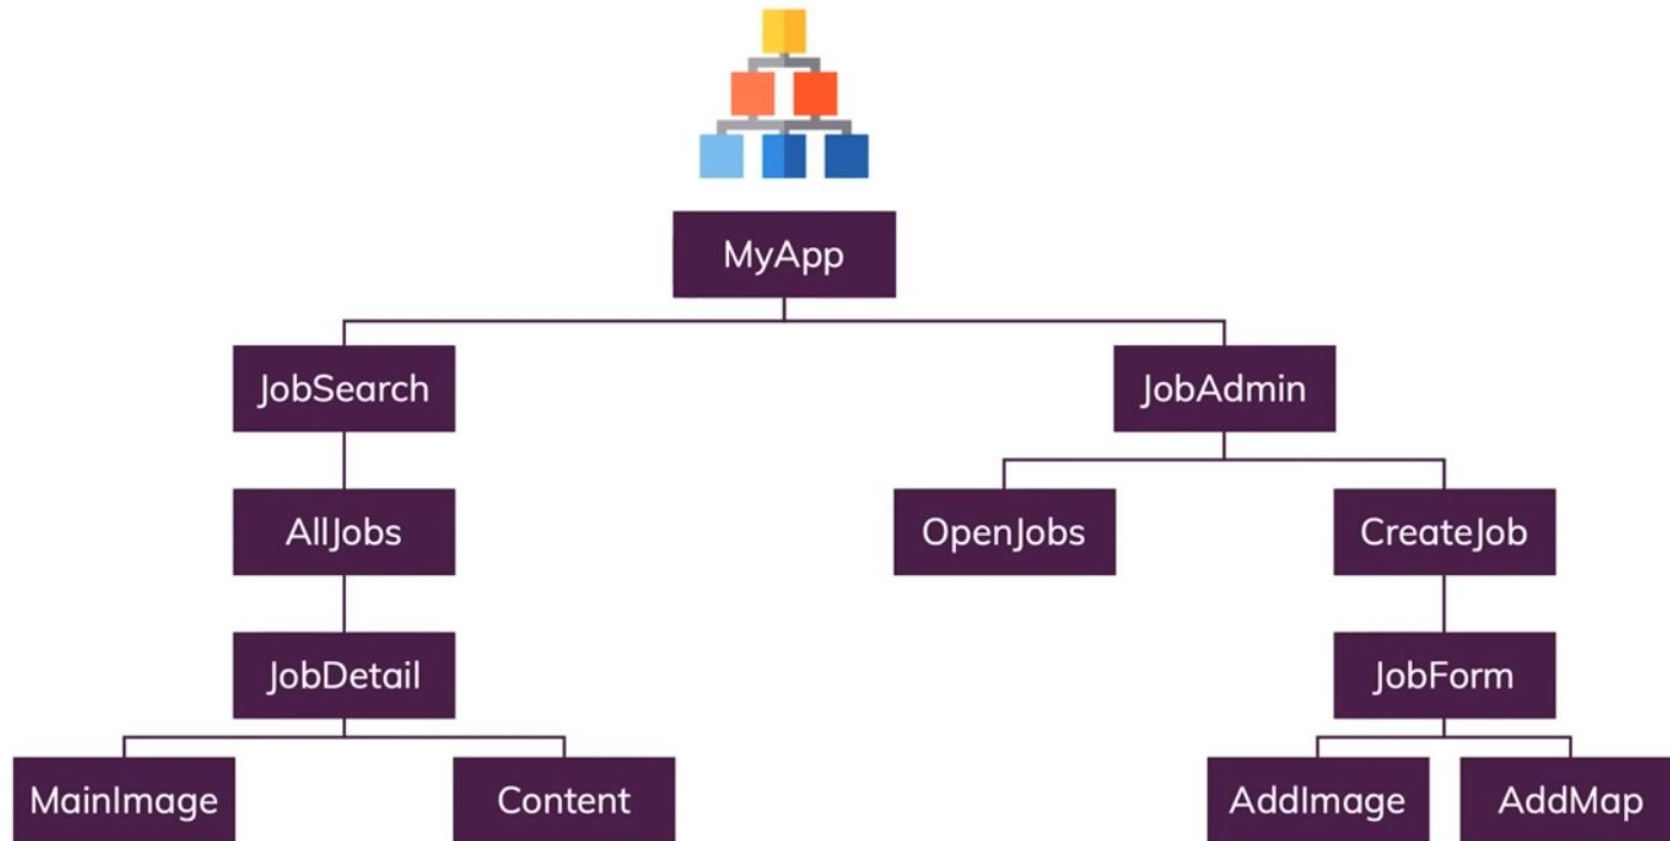 MyApp
JobSearch
JobAdmin
AllJobs
OpenJobs
CreateJob
JobDetail
JobForm
MainImage
Content
AddImage
AddMap